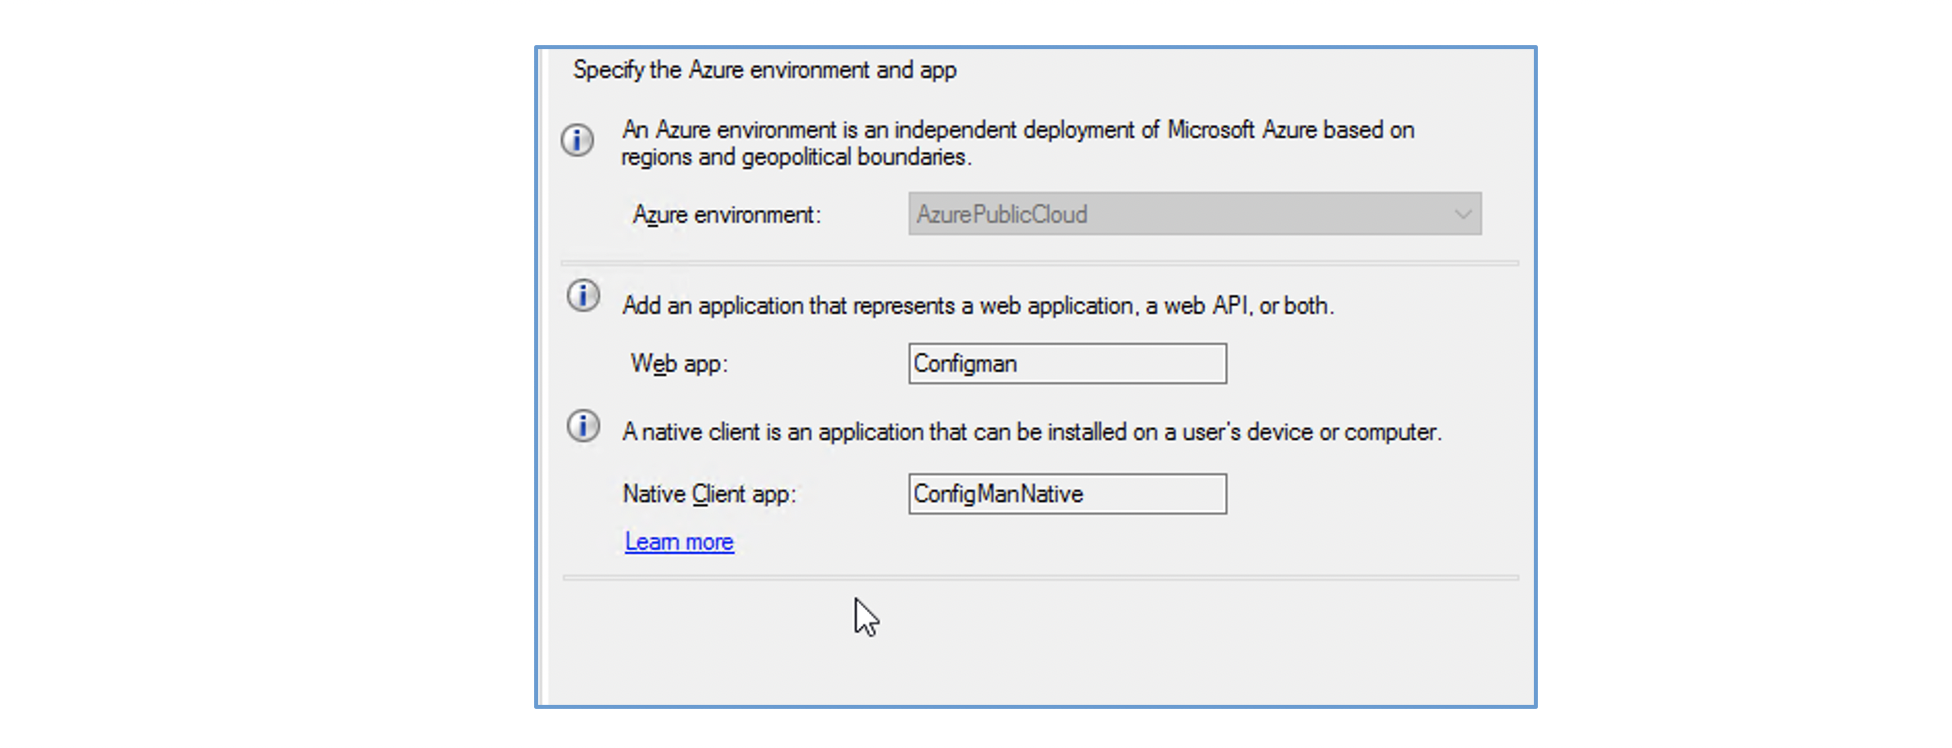 Specify the Azure environment and app
An Azure environment is an independent deployment of Microsoft Azure based on
regions and geopolitical boundaries.
Azure environment: AzurePublicCloud
Add an application that represents a web application, a web API, or both.
Web app: Configman
A native client is an application that can be installed on a user's device or computer.
Native Client app: ConfigManNative
Learn more